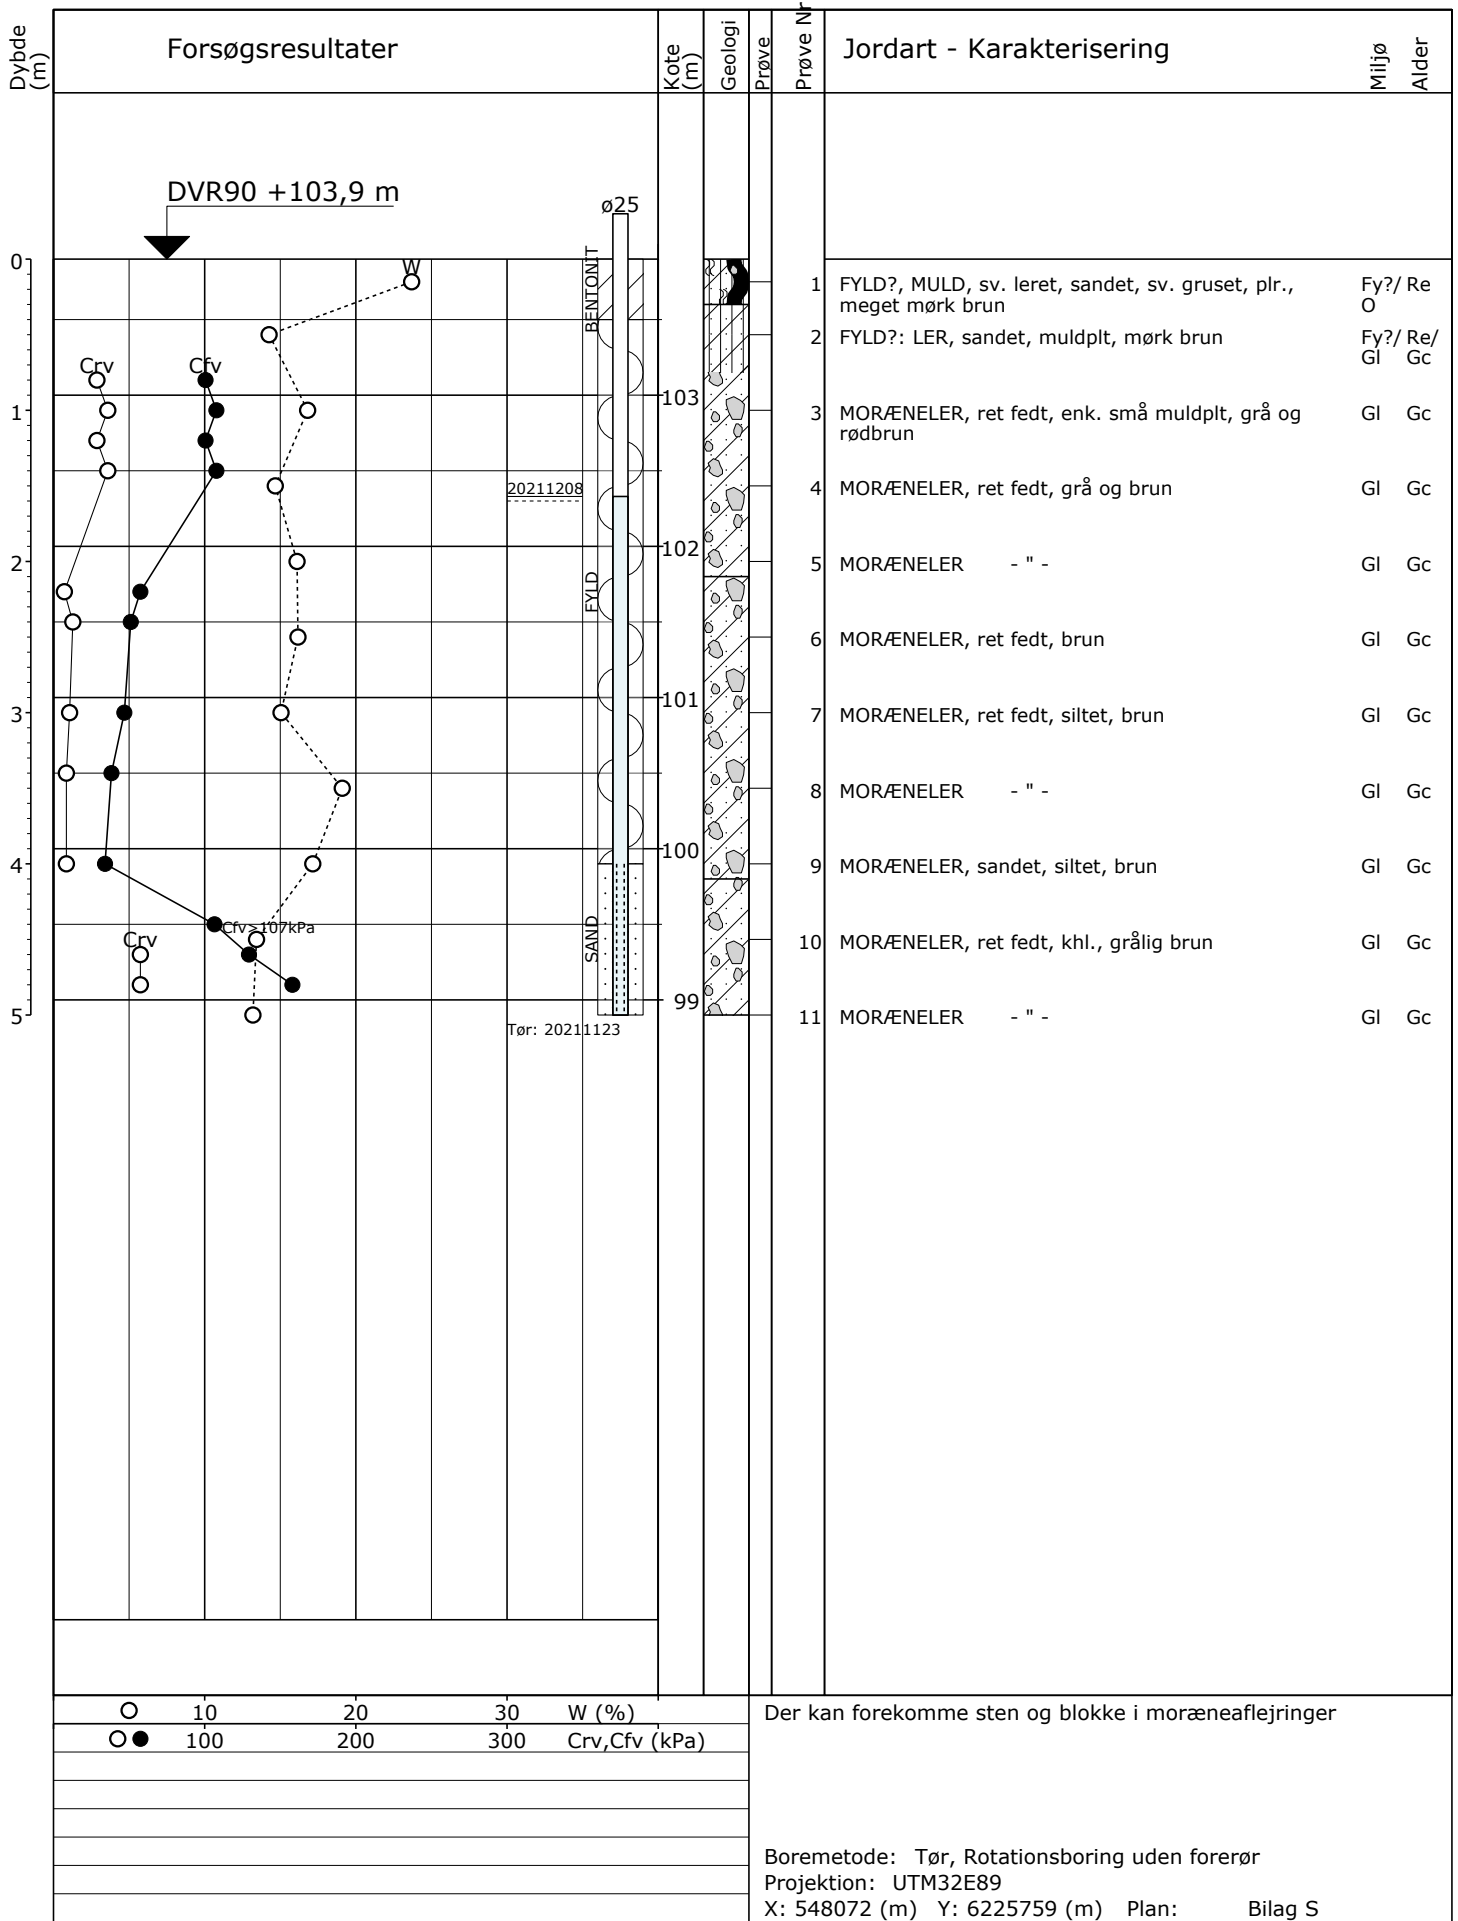 Dybde (m)
Forsøgsresultater
Kote (m)
Geologi
Prøve
Prøve Nr
Jordart - Karakterisering
Miljø
Alder
DVR90 +103,9 m
ø25
BENTONIT
0
W
1 FYLD?, MULD, sv. leret, sandet, sv. gruset, plr., Fy?/ Re
meget mørk brun O
2 FYLD?: LER, sandet, muldplt, mørk brun Fy?/ Re/
Gl Gc
Crv
Cfv
103
1
3 MORÆNELER, ret fedt, enk. små muldplt, grå og Gl Gc
rødbrun
20211208
4 MORÆNELER, ret fedt, grå og brun Gl Gc
102
2
5 MORÆNELER - " - Gl Gc
FYLD
6 MORÆNELER, ret fedt, brun Gl Gc
101
3
7 MORÆNELER, ret fedt, siltet, brun Gl Gc
8 MORÆNELER - " - Gl Gc
100
4
9 MORÆNELER, sandet, siltet, brun Gl Gc
Cfv>107kPa
SAND
Crv
10 MORÆNELER, ret fedt, khl., grålig brun Gl Gc
99
5
11 MORÆNELER - " - Gl Gc
Tør: 20211123
10 20 30 W (%)
100 200 300 Crv,Cfv (kPa)
Der kan forekomme sten og blokke i moræneaflejringer
Boremetode: Tør, Rotationsboring uden forerør
Projektion: UTM32E89
X: 548072 (m) Y: 6225759 (m) Plan: Bilag S